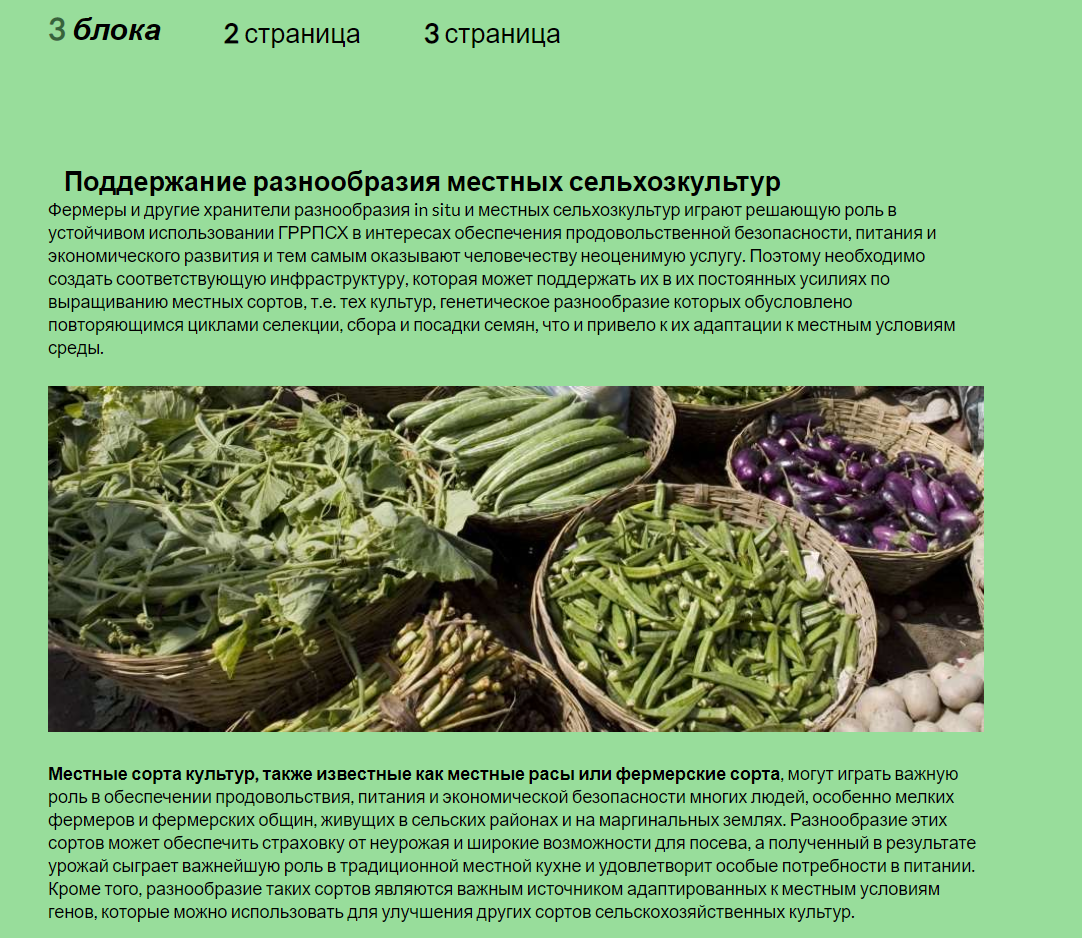 3 блока 2 страница 3 страница
Поддержание разнообразия местных сельхозкультур
Фермеры и другие хранители разнообразия in situ и местных сельхозкультур играют решающую роль в
устойчивом использовании ГРРПСХ в интересах обеспечения продовольственной безопасности, питания и
экономического развития и тем самым оказывают человечеству неоценимую услугу. Поэтому необходимо
создать соответствующую инфраструктуру, которая может поддержать их в их постоянных усилиях по
выращиванию местных сортов, т.е. тех культур, генетическое разнообразие которых обусловлено
повторяющимся циклами селекции, сбора и посадки семян, что и привело к их адаптации к местным условиям
среды.
Местные сорта культур, также известные как местные расы или фермерские сорта, могут играть важную
роль в обеспечении продовольствия, питания и экономической безопасности многих людей, особенно мелких
фермеров и фермерских общин, живущих в сельских районах и на маргинальных землях. Разнообразие этих
сортов может обеспечить страховку от неурожая и широкие возможности для посева, а полученный в результате
урожай сыграет важнейшую роль в традиционной местной кухне и удовлетворит особые потребности в питании.
Кроме того, разнообразие таких сортов являются важным источником адаптированных к местным условиям
генов, которые можно использовать для улучшения других сортов сельскохозяйственных культур.